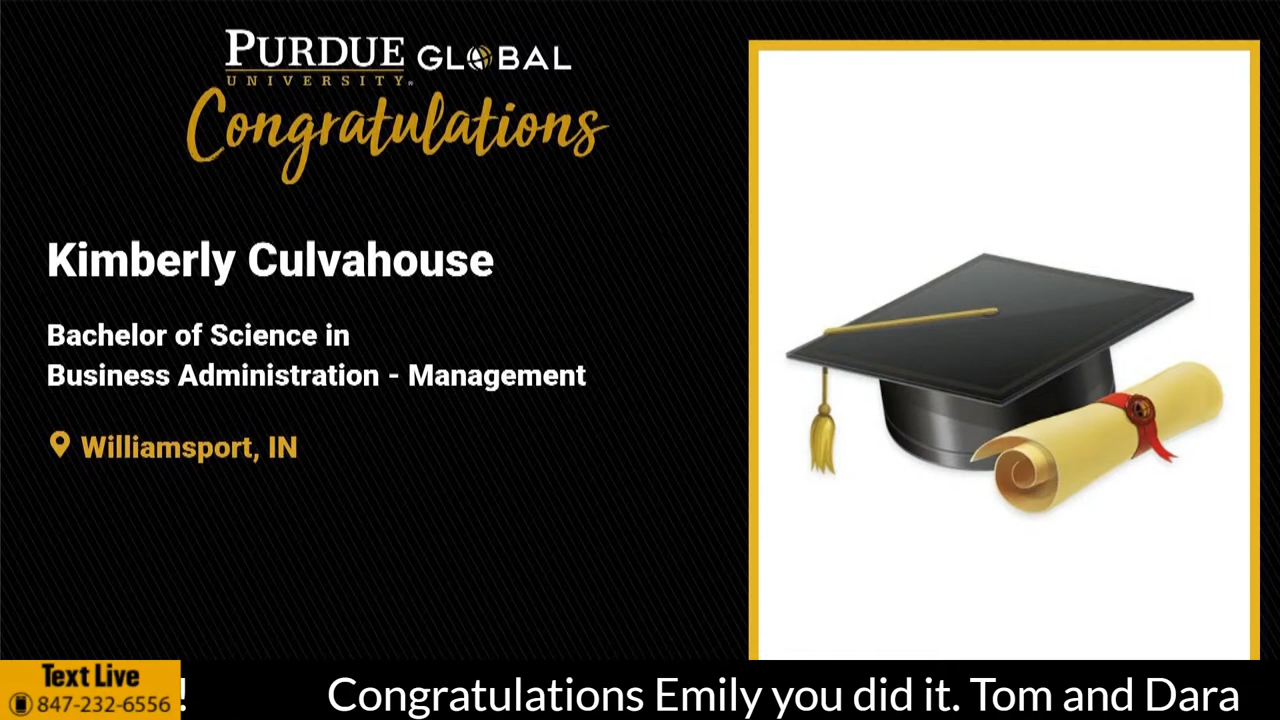 PURDUE GLOBAL
UNIVERSITY®
Congratulations
Kimberly Culvahouse
Bachelor of Science in
Business Administration - Management
Williamsport, IN
Text Live
847-232-6556
! Congratulations Emily you did it. Tom and Dara